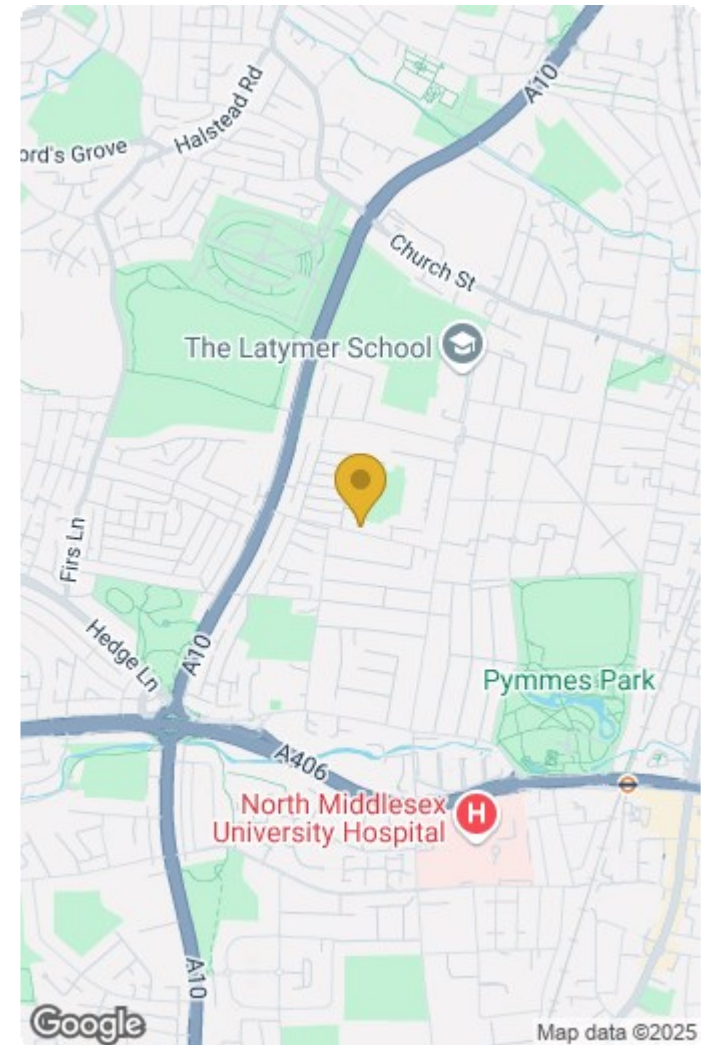 A10
Halstead Rd
ord's Grove
Church St
The Latymer School
Firs Ln
Hedge Ln
A10
Pymmes Park
A406
North Middlesex
University Hospital
H
A10
Google
Map data ©2025